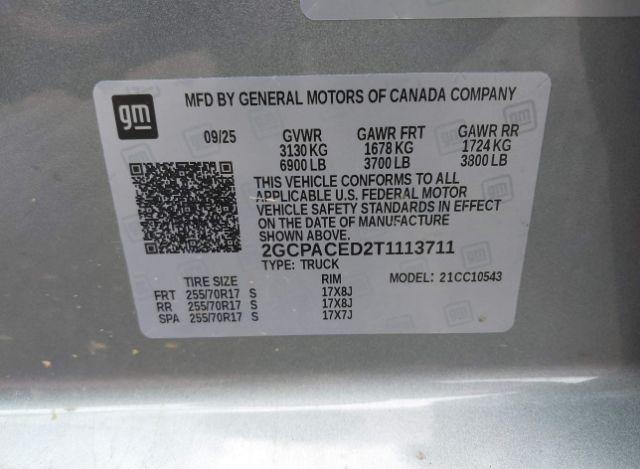 gm
MFD BY GENERAL MOTORS OF CANADA COMPANY
09/25 GVWR GAWR FRT GAWR RR
3130 KG 1678 KG 1724 KG
6900 LB 3700 LB 3800 LB
THIS VEHICLE CONFORMS TO ALL
APPLICABLE U.S. FEDERAL MOTOR
VEHICLE SAFETY STANDARDS IN EFFECT
ON THE DATE OF MANUFACTURE
SHOWN ABOVE.
2GCPACED2T1113711
TYPE: TRUCK
TIRE SIZE RIM MODEL: 21CC10543
FRT 255/70R17 S 17X8J
RR 255/70R17 S 17X8J
SPA 255/70R17 S 17X7J